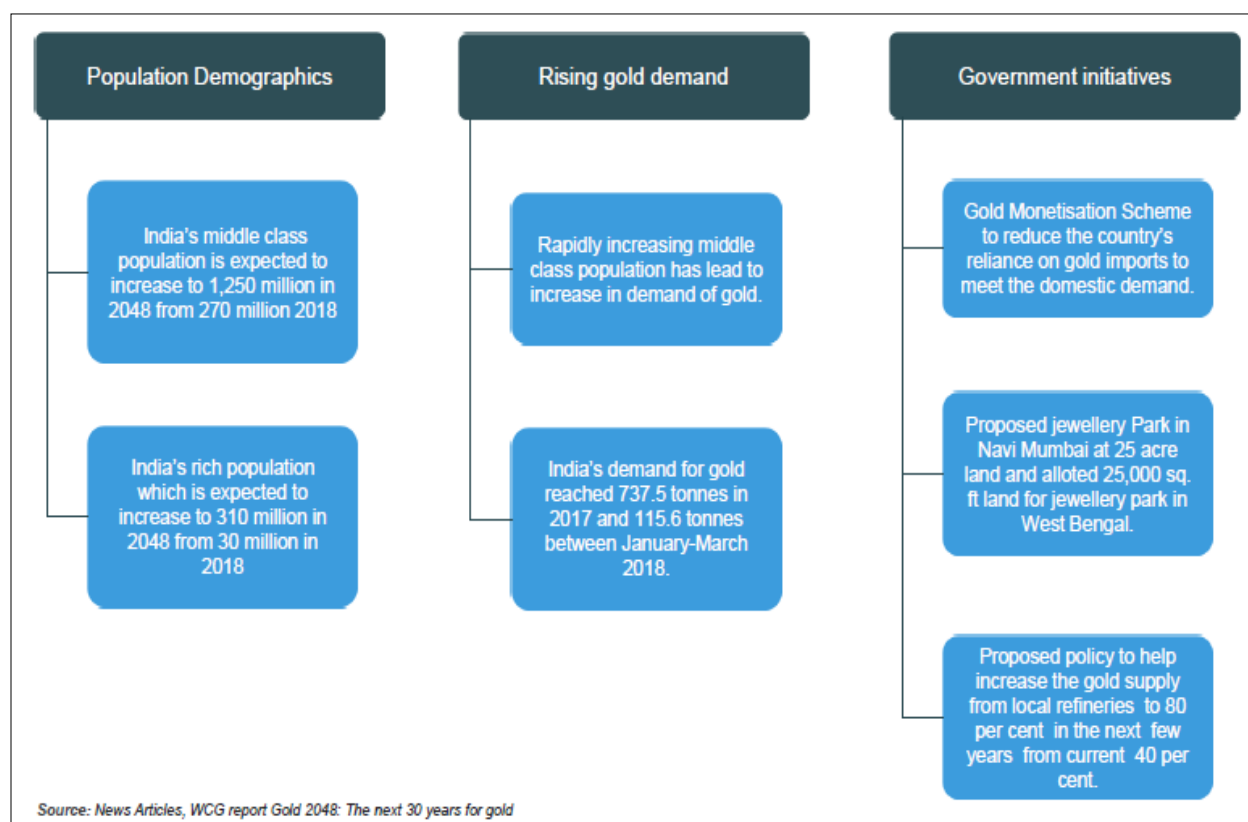 Population Demographics
India's middle class
population is expected to
increase to 1,250 million in
2048 from 270 million 2018
India's rich population
which is expected to
increase to 310 million in
2048 from 30 million in
2018
Rising gold demand
Rapidly increasing middle
class population has lead to
increase in demand of gold.
India's demand for gold
reached 737.5 tonnes in
2017 and 115.6 tonnes
between January-March
2018.
Government initiatives
Gold Monetisation Scheme
to reduce the country's
reliance on gold imports to
meet the domestic demand.
Proposed jewellery Park in
Navi Mumbai at 25 acre
land and alloted 25,000 sq.
ft land for jewellery park in
West Bengal.
Proposed policy to help
increase the gold supply
from local refineries to 80
per cent in the next few
years from current 40 per
cent.
Source: News Articles, WCG report Gold 2048: The next 30 years for gold